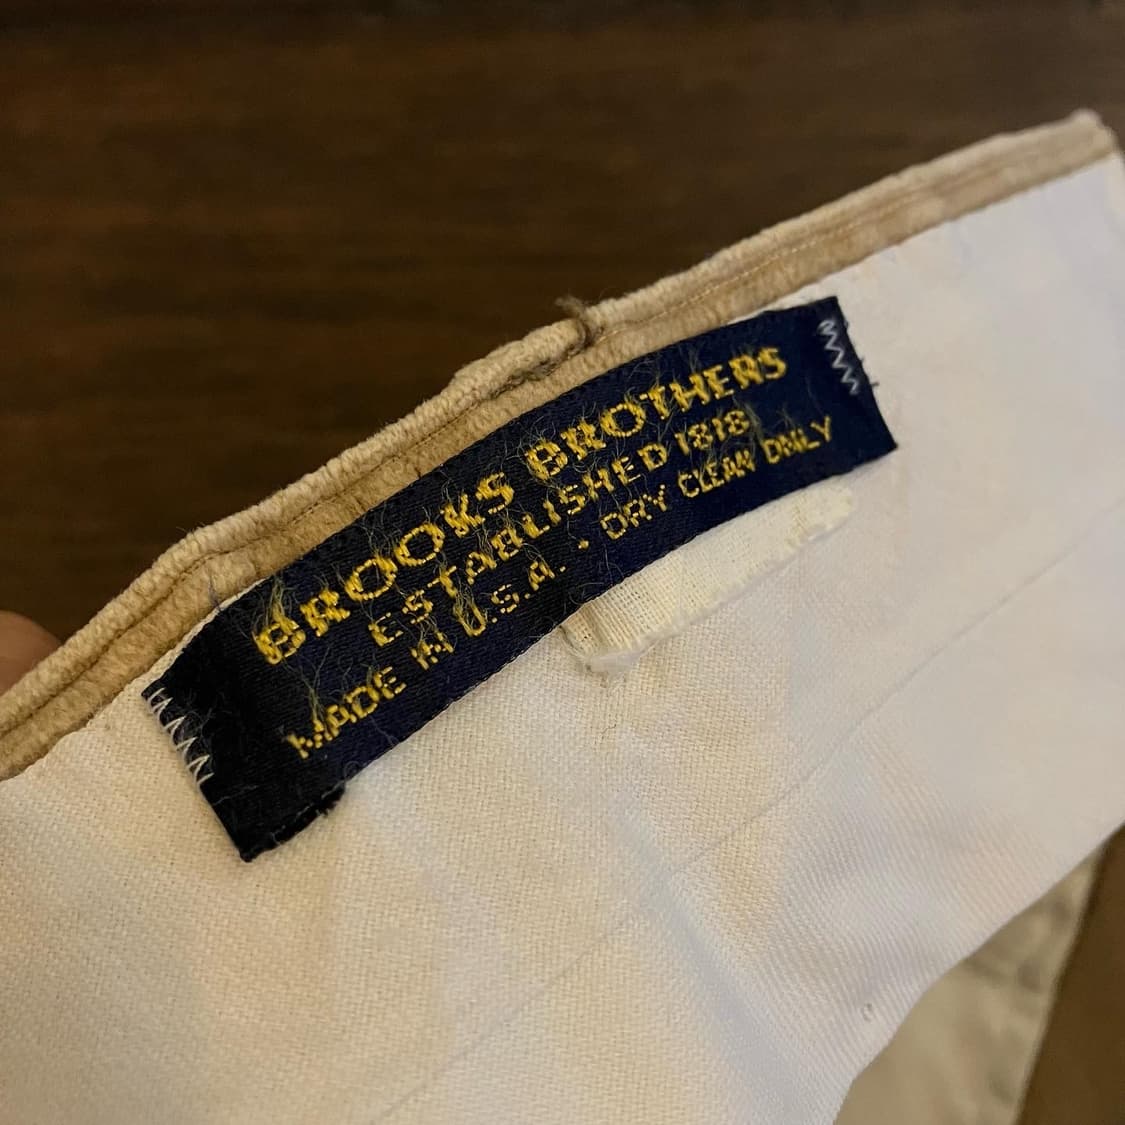 BROOKS BROTHERS
ESTABLISHED 1818
MADE IN U.S.A. · DRY CLEAN ONLY